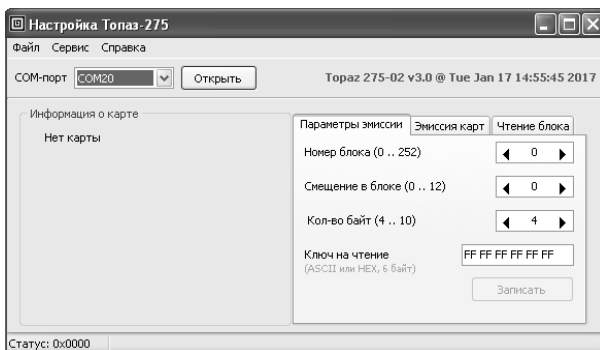 Настройка Топаз-275
Файл Сервис Справка
COM-порт COM20 Открыть Topaz 275-02 v3.0 @ Tue Jan 17 14:55:45 2017
Информация о карте
Нет карты
Параметры эмиссии Эмиссия карт Чтение блока
Номер блока (0 .. 252) 0
Смещение в блоке (0 .. 12) 0
Кол-во байт (4 .. 10) 4
Ключ на чтение FF FF FF FF FF FF
(ASCII или HEX, 6 байт)
Записать
Статус: 0x0000